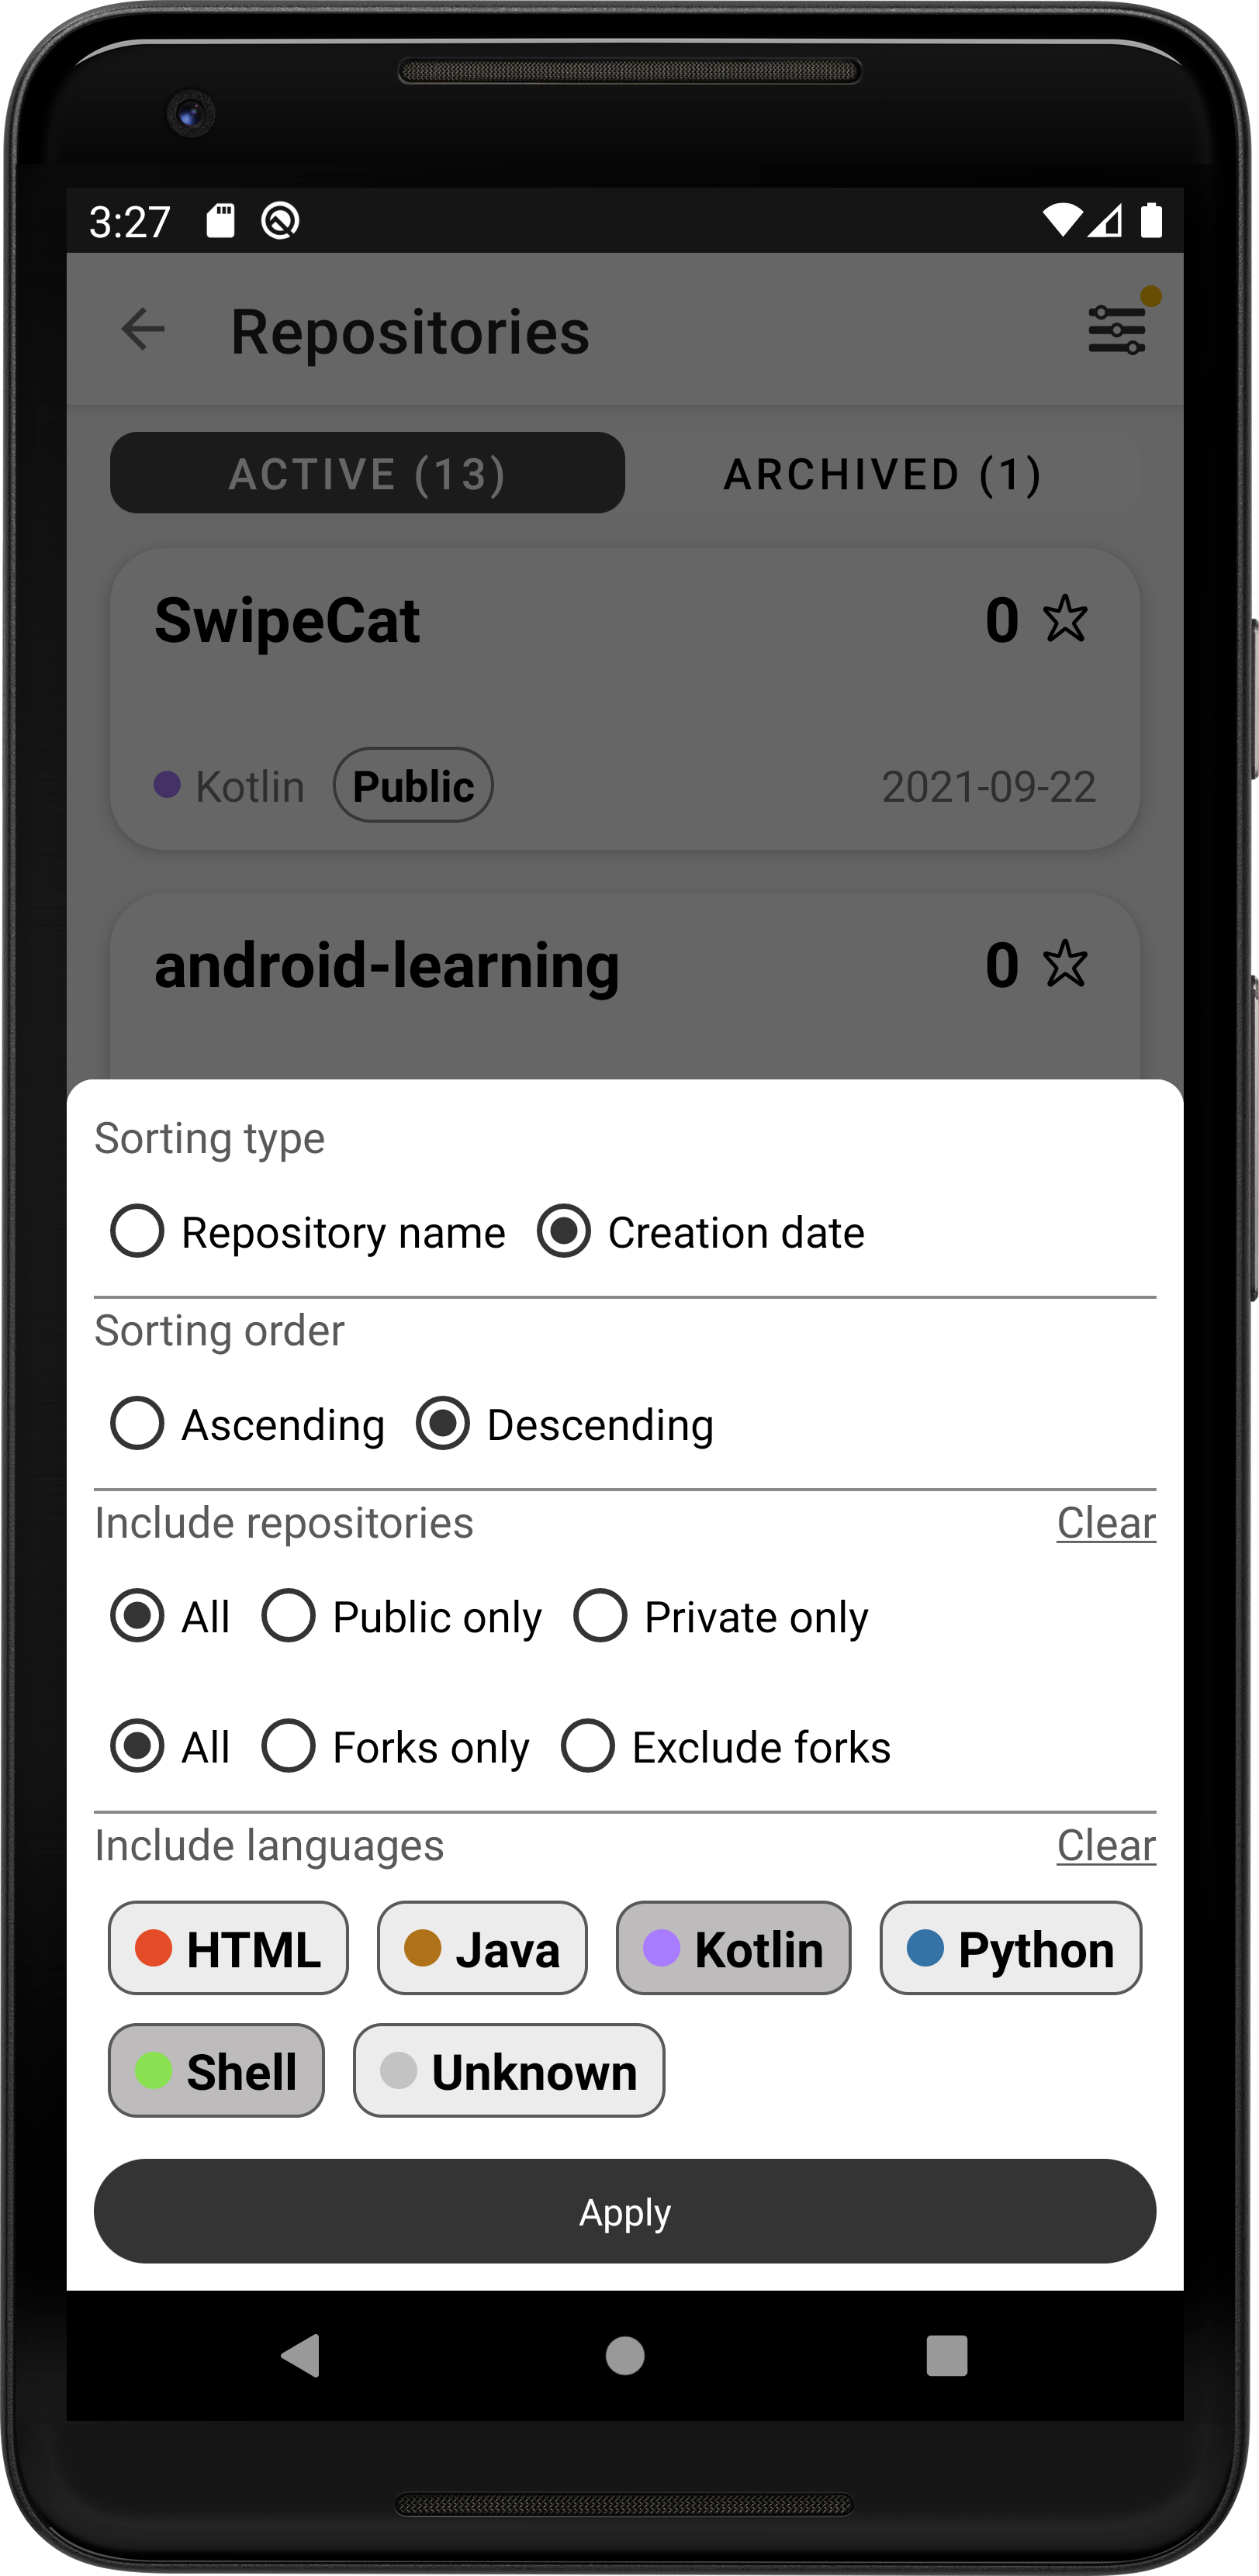 3:27
Repositories
ACTIVE (13) ARCHIVED (1)
SwipeCat 0
Kotlin Public 2021-09-22
android-learning 0
Sorting type
Repository name Creation date
Sorting order
Ascending Descending
Include repositories Clear
All Public only Private only
All Forks only Exclude forks
Include languages Clear
HTML Java Kotlin Python
Shell Unknown
Apply